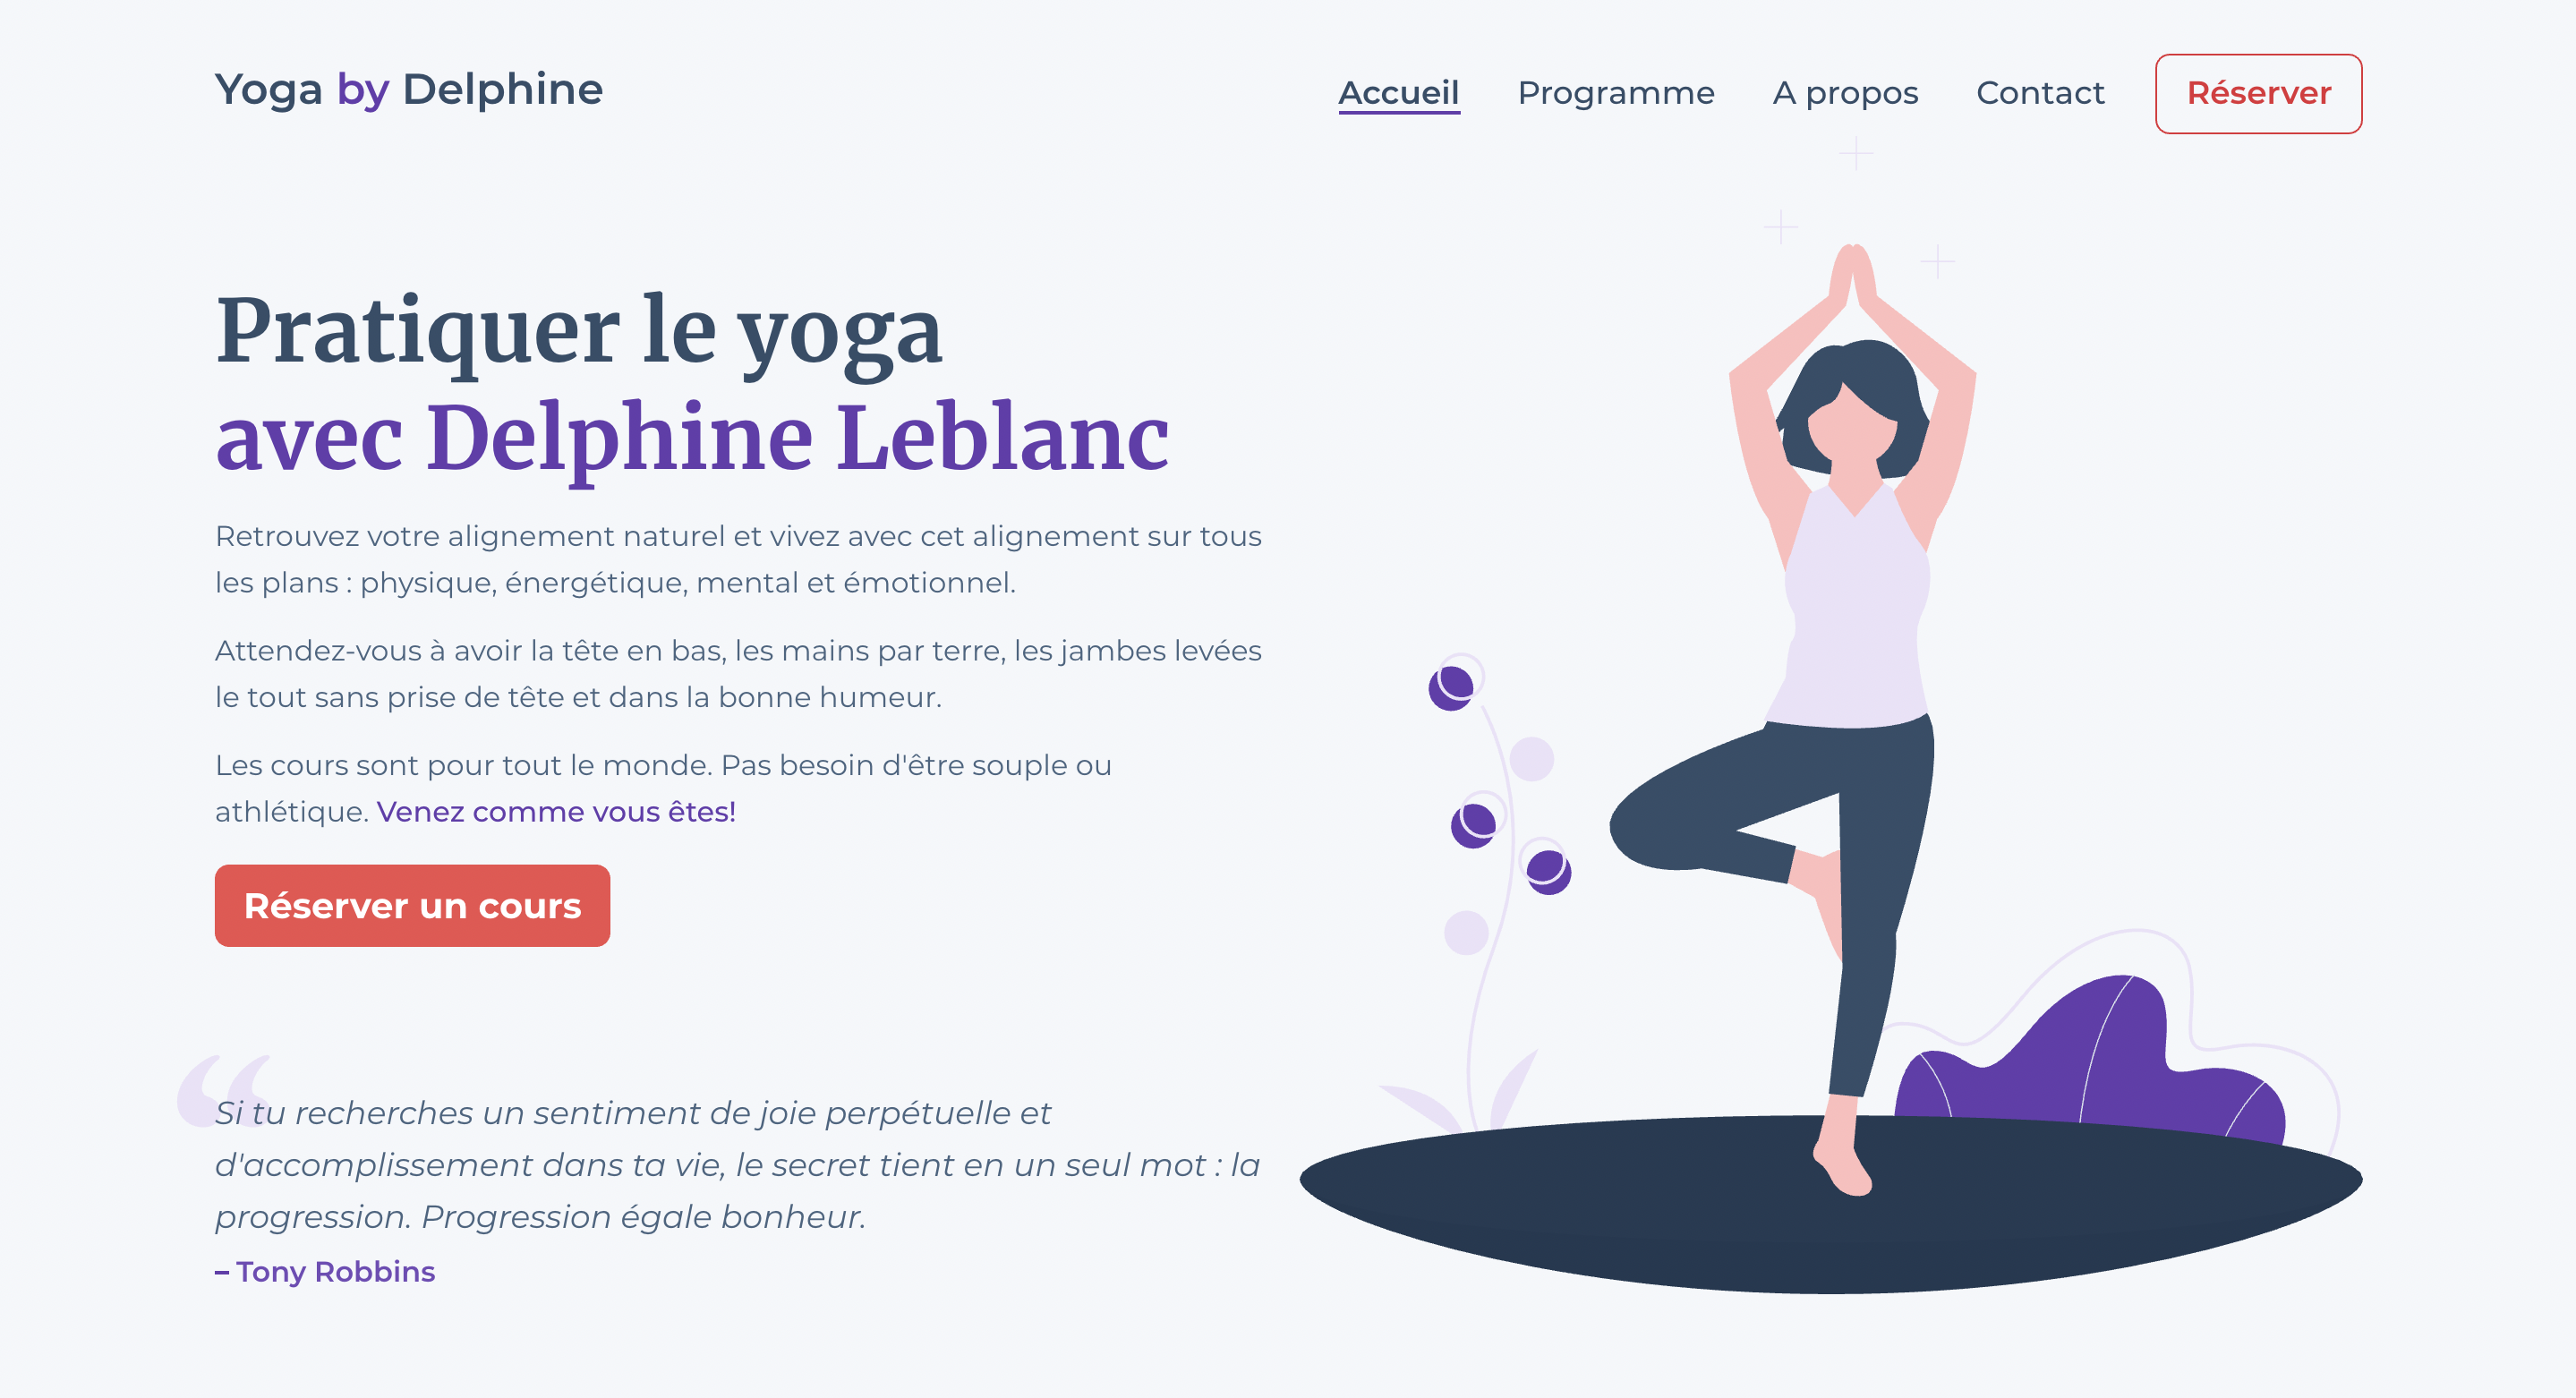 Yoga by Delphine
Accueil
Programme
A propos
Contact
Réserver
Pratiquer le yoga
avec Delphine Leblanc
Retrouvez votre alignement naturel et vivez avec cet alignement sur tous
les plans : physique, énergétique, mental et émotionnel.
Attendez-vous à avoir la tête en bas, les mains par terre, les jambes levées
le tout sans prise de tête et dans la bonne humeur.
Les cours sont pour tout le monde. Pas besoin d'être souple ou
athlétique. Venez comme vous êtes!
Réserver un cours
“
Si tu recherches un sentiment de joie perpétuelle et
d'accomplissement dans ta vie, le secret tient en un seul mot : la
progression. Progression égale bonheur.
– Tony Robbins